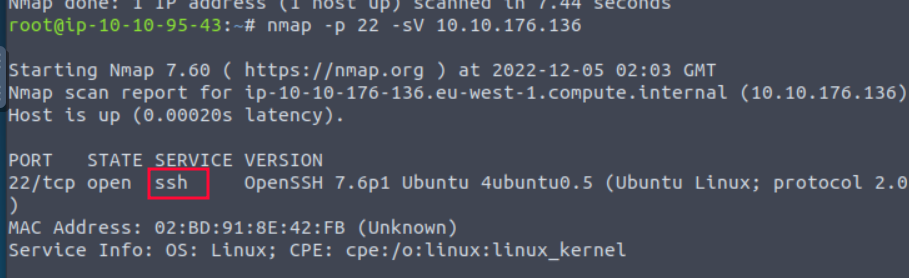 Nmap done: 1 IP address (1 host up) scanned in 7.44 seconds
root@ip-10-10-95-43:~# nmap -p 22 -sV 10.10.176.136
Starting Nmap 7.60 ( https://nmap.org ) at 2022-12-05 02:03 GMT
Nmap scan report for ip-10-10-176-136.eu-west-1.compute.internal (10.10.176.136)
Host is up (0.00020s latency).
PORT   STATE SERVICE VERSION
22/tcp open  ssh     OpenSSH 7.6p1 Ubuntu 4ubuntu0.5 (Ubuntu Linux; protocol 2.0
)
MAC Address: 02:BD:91:8E:42:FB (Unknown)
Service Info: OS: Linux; CPE: cpe:/o:linux:linux_kernel